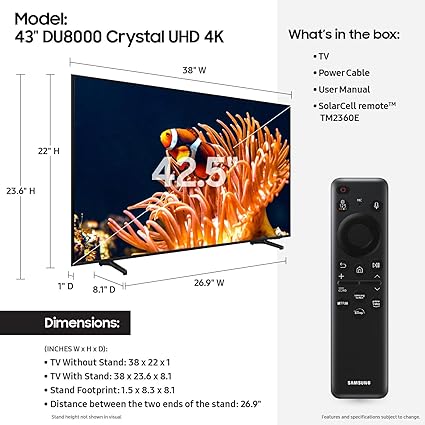 Model:
43" DU8000 Crystal UHD 4K
What's in the box:
• TV
• Power Cable
• User Manual
• SolarCell remote™
TM2360E
38" W
22" H
23.6" H
42.5"
1" D
8.1" D
26.9" W
Dimensions:
(INCHES W x H x D):
• TV Without Stand: 38 x 22 x 1
• TV With Stand: 38 x 23.6 x 8.1
• Stand Footprint: 1.5 x 8.3 x 8.1
• Distance between the two ends of the stand: 26.9"
Stand height not shown in visual
NETFLIX
SAMSUNG
Features and specifications subject to change.